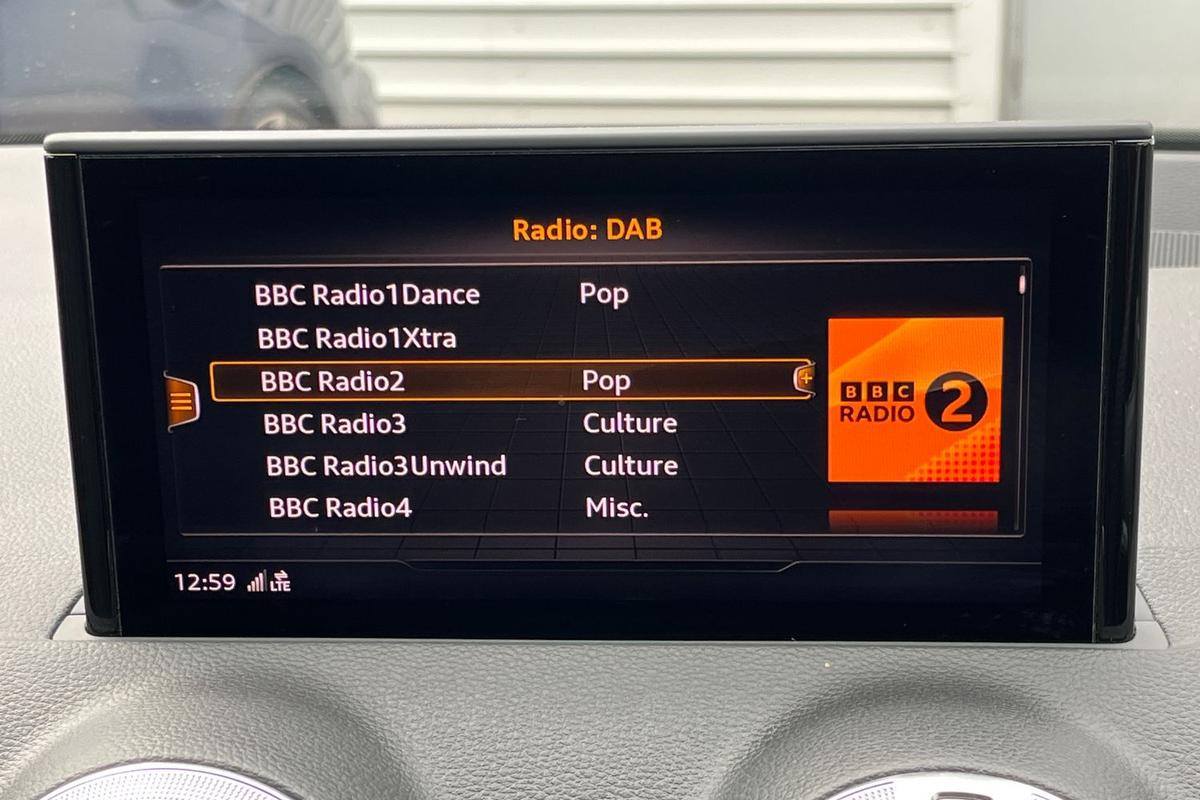 Radio: DAB
BBC Radio1Dance Pop
BBC Radio1Xtra
BBC Radio2 Pop
BBC Radio3 Culture
BBC Radio3Unwind Culture
BBC Radio4 Misc.
BBC
RADIO 2
12:59 LTE